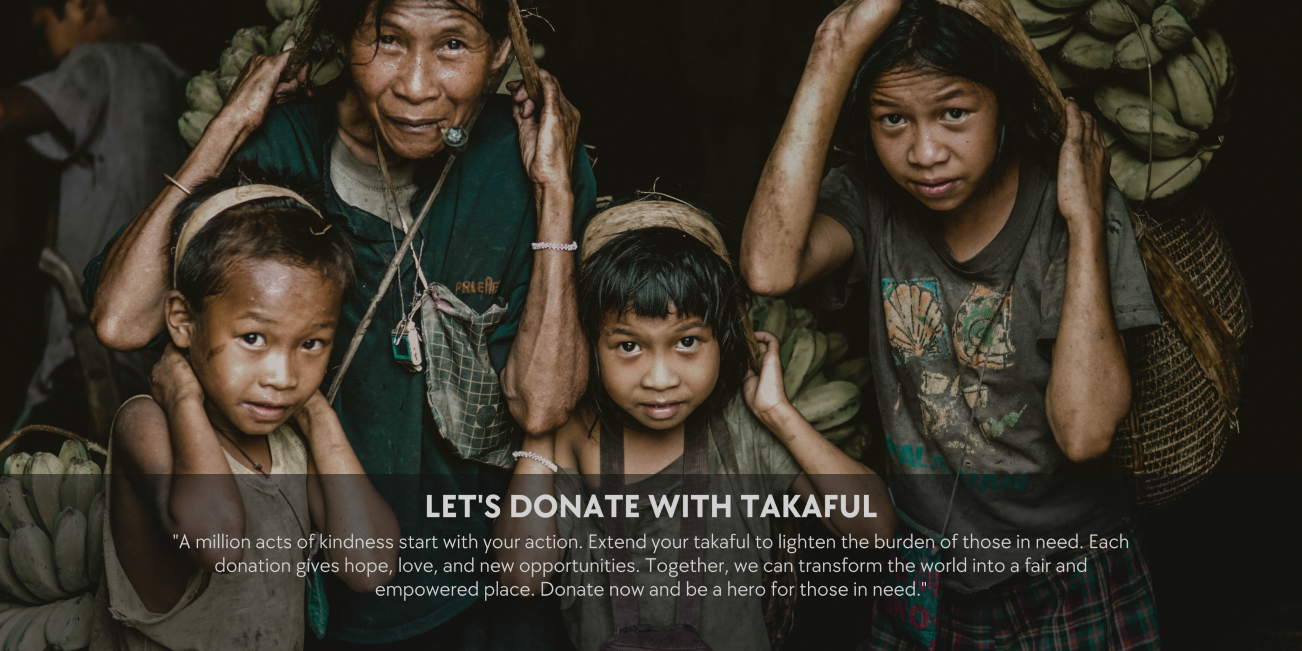 LET'S DONATE WITH TAKAFUL
"A million acts of kindness start with your action. Extend your takaful to lighten the burden of those in need. Each
donation gives hope, love, and new opportunities. Together, we can transform the world into a fair and
empowered place. Donate now and be a hero for those in need."